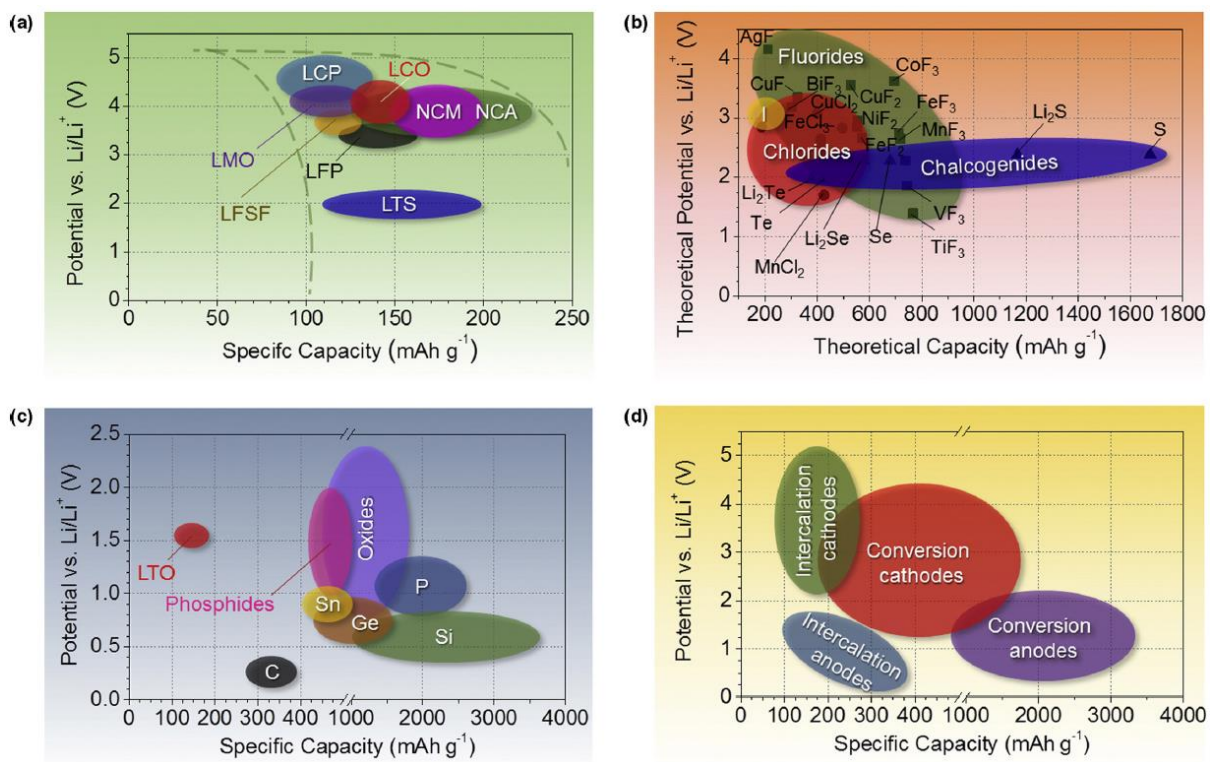 (a)
Potential vs. Li/Li⁺ (V)
5
4
3
2
1
0
LCP
LCO
NCM
NCA
LMO
LFP
LFSF
LTS
0
50
100
150
200
250
Specifc Capacity (mAh g⁻¹)
(b)
Theoretical Potential vs. Li/Li⁺ (V)
5
4
3
2
1
0
AgF
Fluorides
CoF₃
CuF
BiF₃
CuCl₂
CuF₂
FeF₃
I
FeCl₃
NiF₂
MnF₃
Li₂S
S
Chlorides
FeF₂
Chalcogenides
Li₂Te
Te
Li₂Se
Se
VF₃
TiF₃
MnCl₂
200
400
600
800
1000
1200
1400
1600
1800
Theoretical Capacity (mAh g⁻¹)
(c)
Potential vs. Li/Li⁺ (V)
2.5
2.0
1.5
1.0
0.5
0.0
LTO
Phosphides
Oxides
Sn
Ge
P
Si
C
0
100
200
300
400
1000
2000
3000
4000
Specific Capacity (mAh g⁻¹)
(d)
Potential vs. Li/Li⁺ (V)
5
4
3
2
1
0
Intercalation
cathodes
Conversion
cathodes
Intercalation
anodes
Conversion
anodes
0
100
200
300
400
1000
2000
3000
4000
Specific Capacity (mAh g⁻¹)